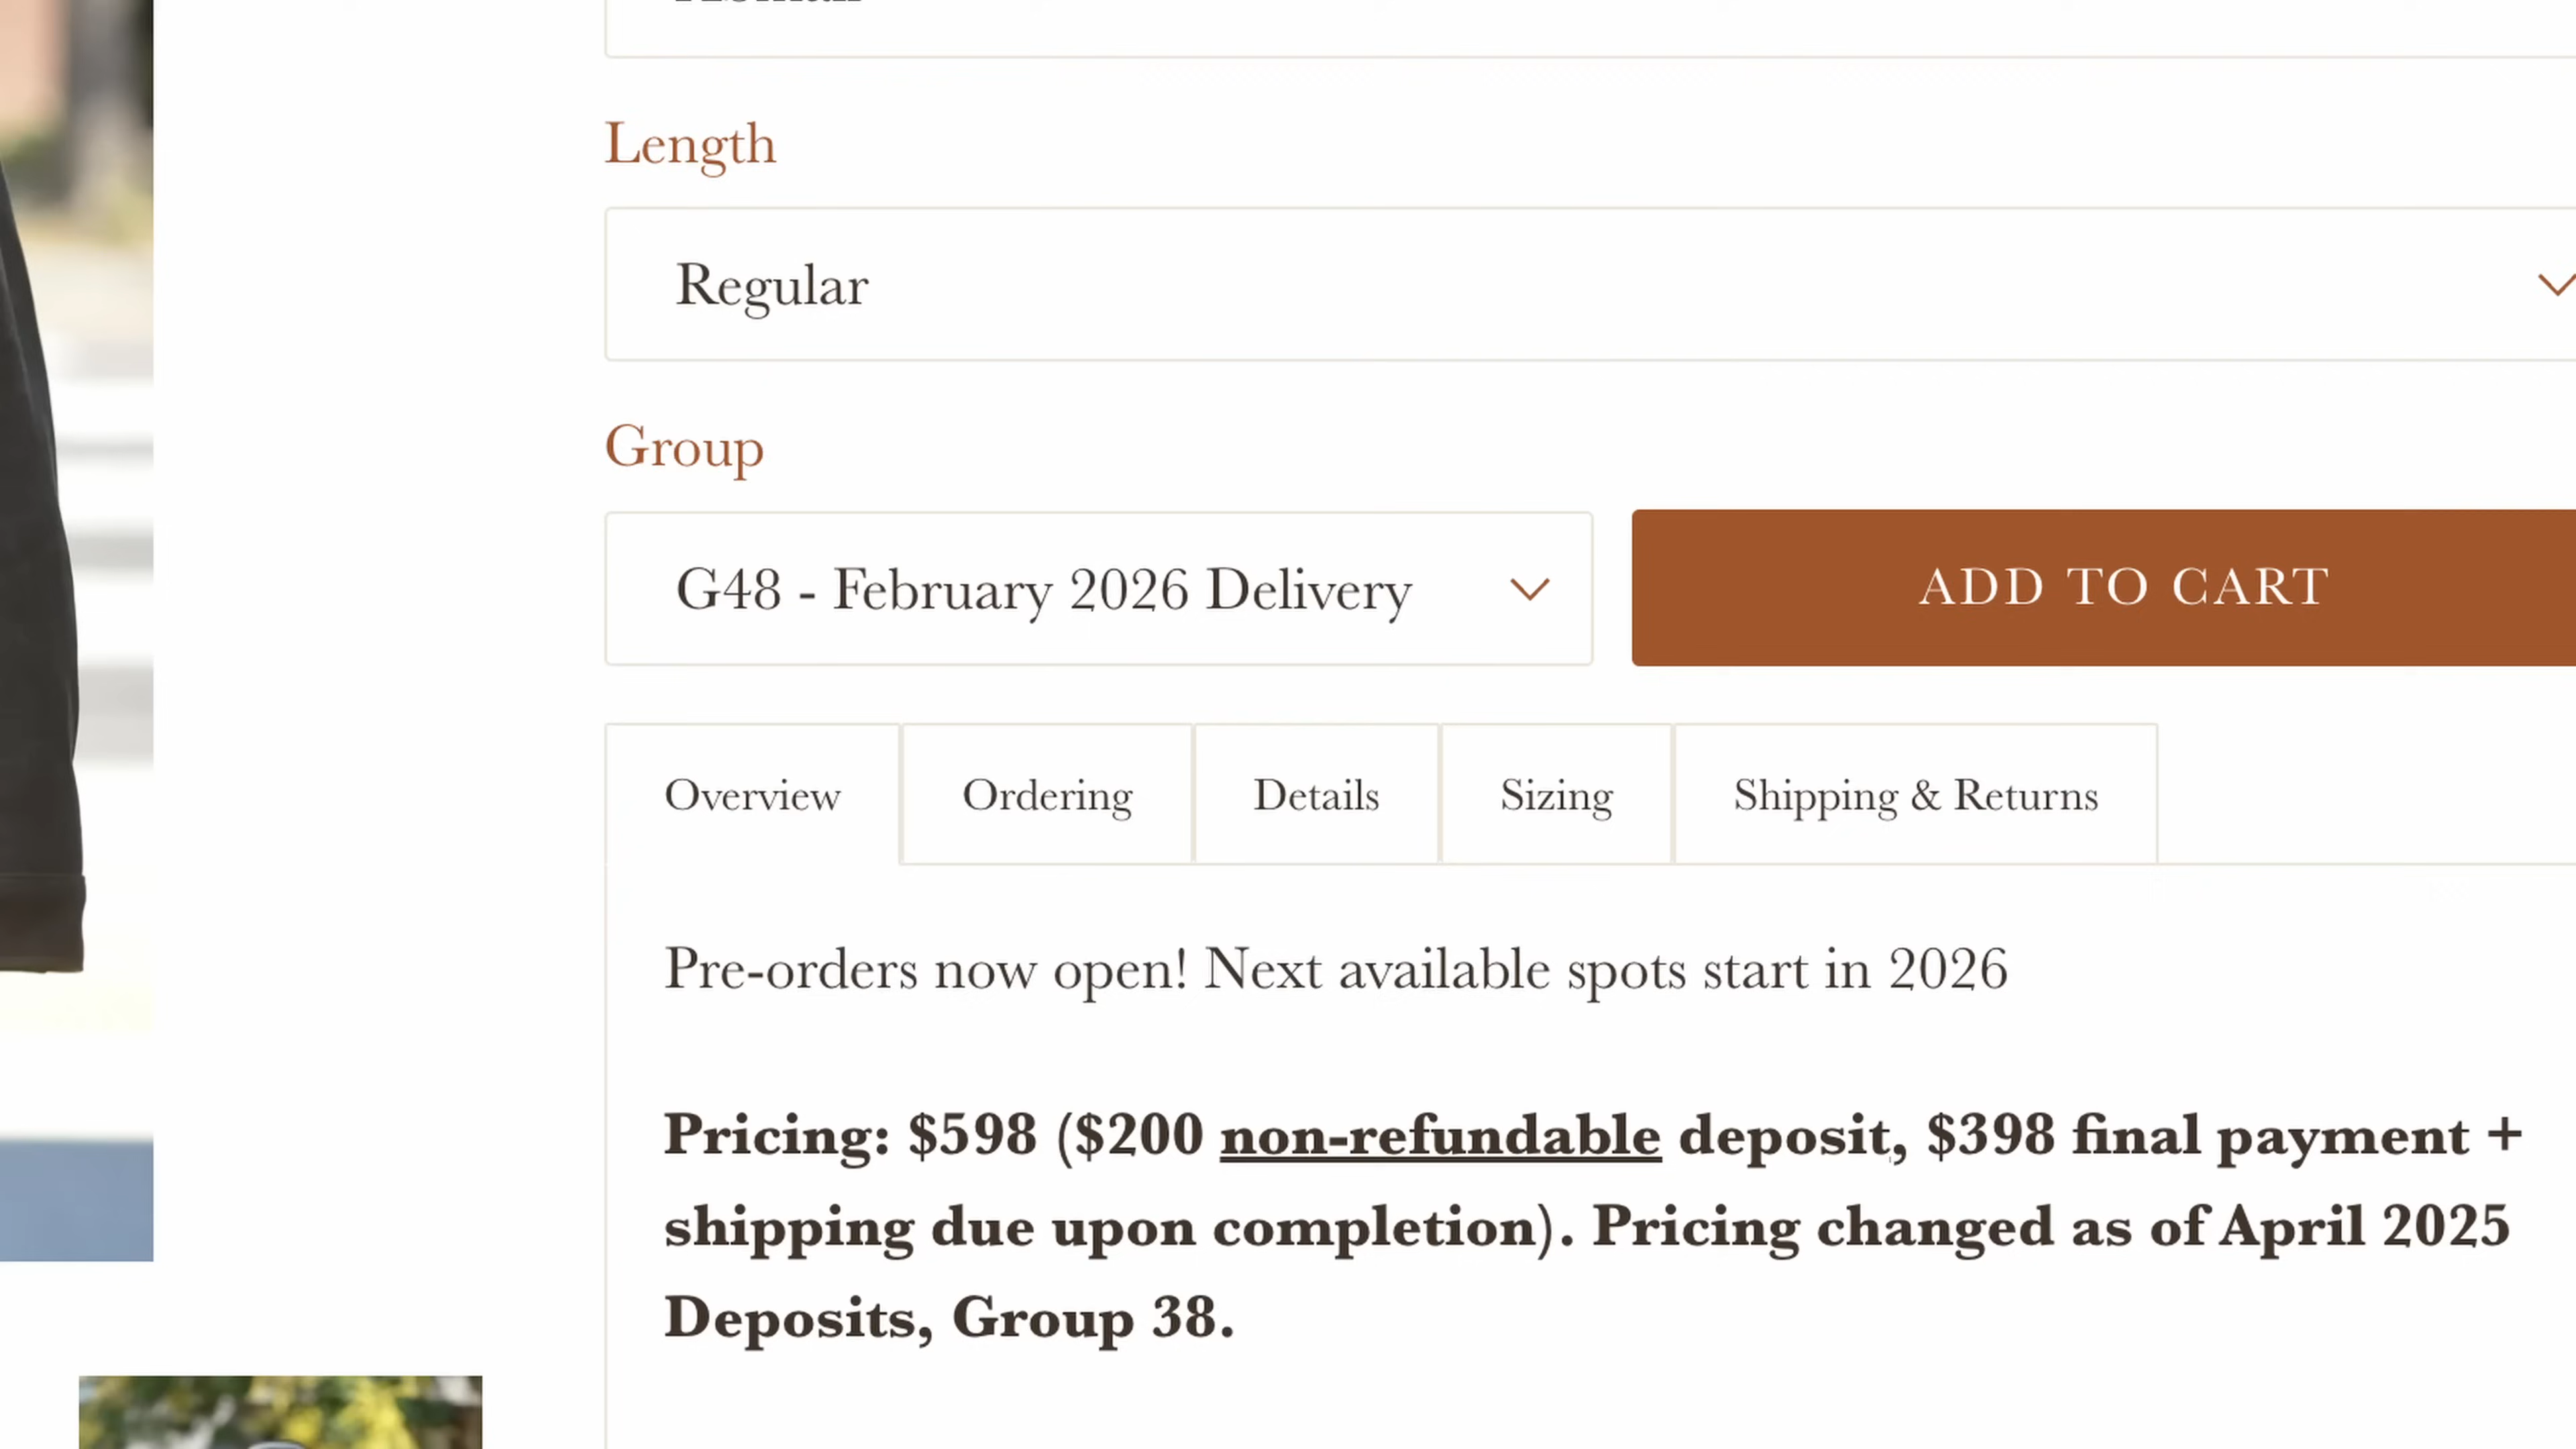 Length
Regular
Group
G48 - February 2026 Delivery
ADD TO CART
Overview
Ordering
Details
Sizing
Shipping & Returns
Pre-orders now open! Next available spots start in 2026
Pricing: $598 ($200 non-refundable deposit, $398 final payment +
shipping due upon completion). Pricing changed as of April 2025
Deposits, Group 38.